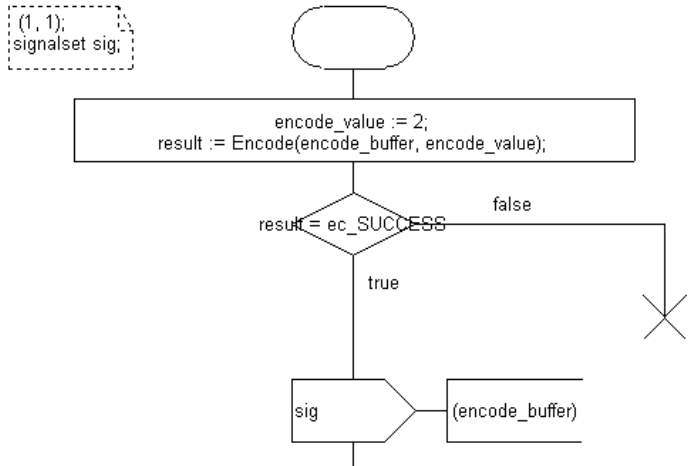 (1, 1);
signalset sig;
encode_value := 2;
result := Encode(encode_buffer, encode_value);
result = ec_SUCCESS
false
true
sig
(encode_buffer)